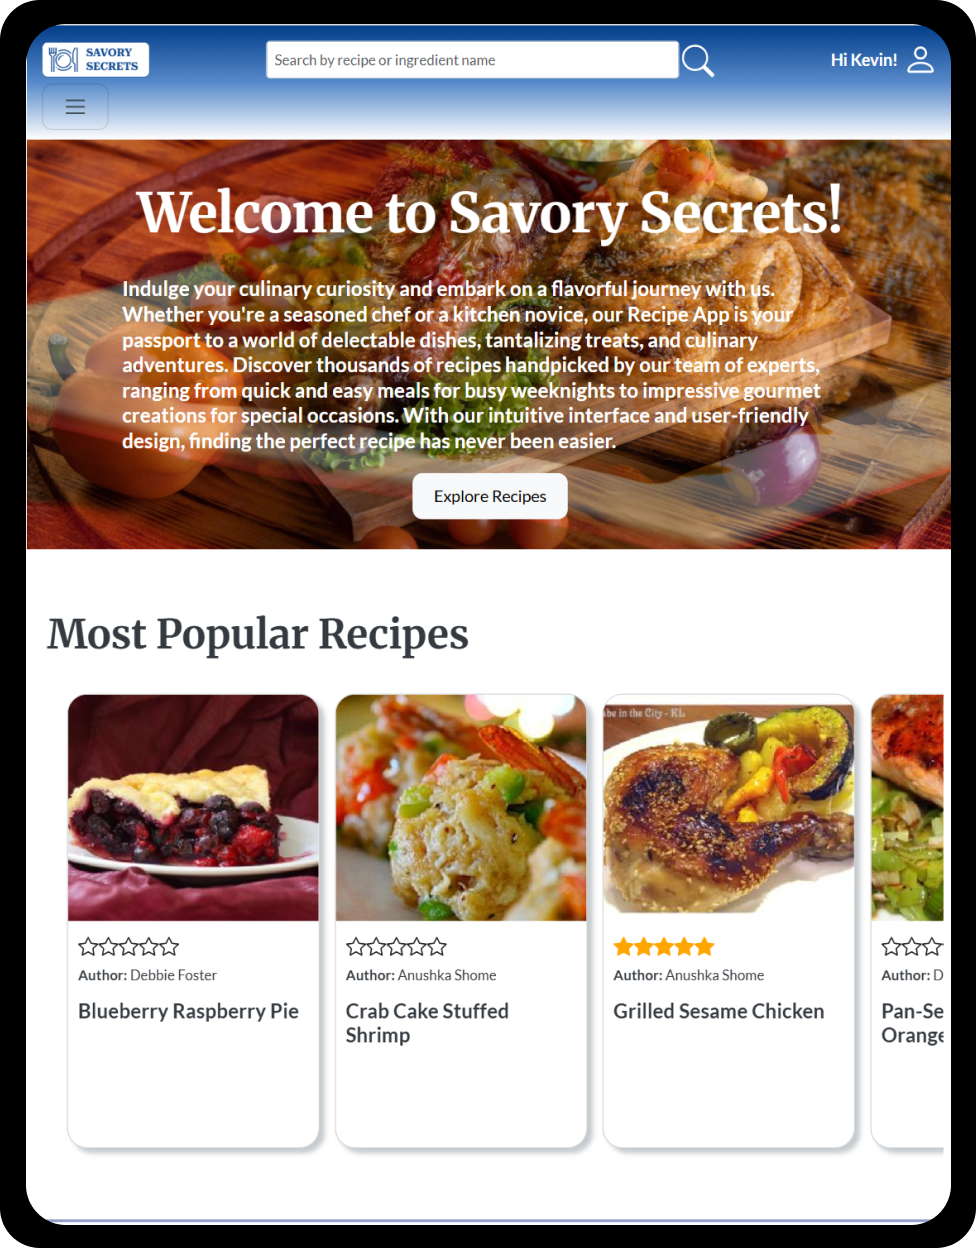 SAVORY
SECRETS
Search by recipe or ingredient name
Hi Kevin!
Welcome to Savory Secrets!
Indulge your culinary curiosity and embark on a flavorful journey with us.
Whether you're a seasoned chef or a kitchen novice, our Recipe App is your
passport to a world of delectable dishes, tantalizing treats, and culinary
adventures. Discover thousands of recipes handpicked by our team of experts,
ranging from quick and easy meals for busy weeknights to impressive gourmet
creations for special occasions. With our intuitive interface and user-friendly
design, finding the perfect recipe has never been easier.
Explore Recipes
Most Popular Recipes
be in the City - KL
Author: Debbie Foster
Blueberry Raspberry Pie
Author: Anushka Shome
Crab Cake Stuffed
Shrimp
Author: Anushka Shome
Grilled Sesame Chicken
Author: D
Pan-Se
Orange